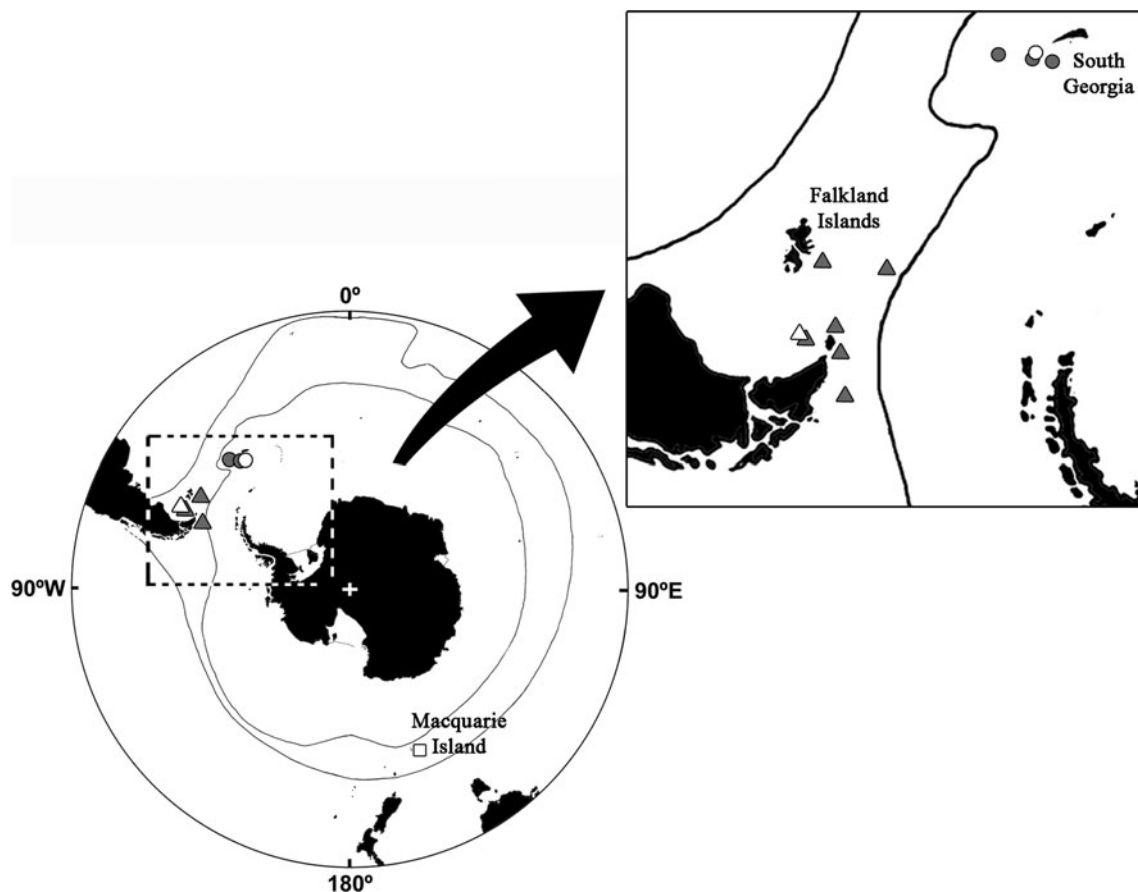 South
Georgia
Falkland
Islands
0º
90ºW
90ºE
Macquarie
Island
180º